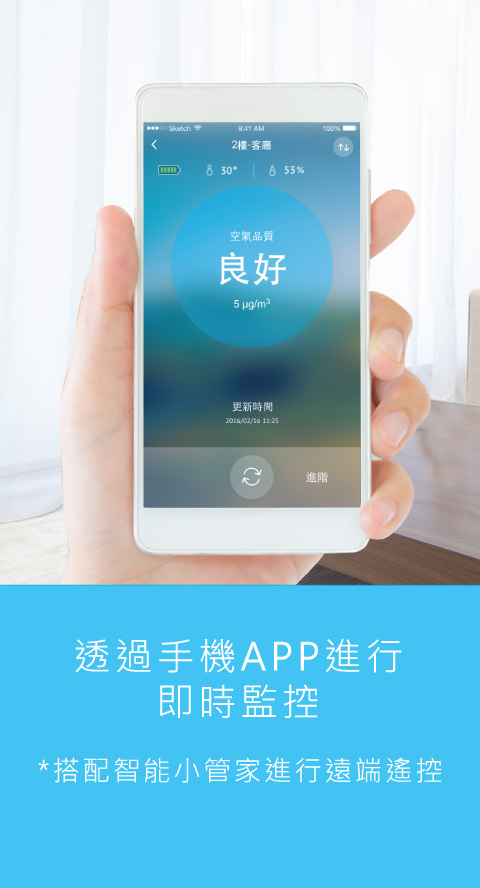 Sketch 9:41 AM 100%
2樓-客廳
30° 53%
空氣品質
良好
5 μg/m³
更新時間
2016/02/16 11:25
進階
透過手機APP進行
即時監控
*搭配智能小管家進行遠端遙控